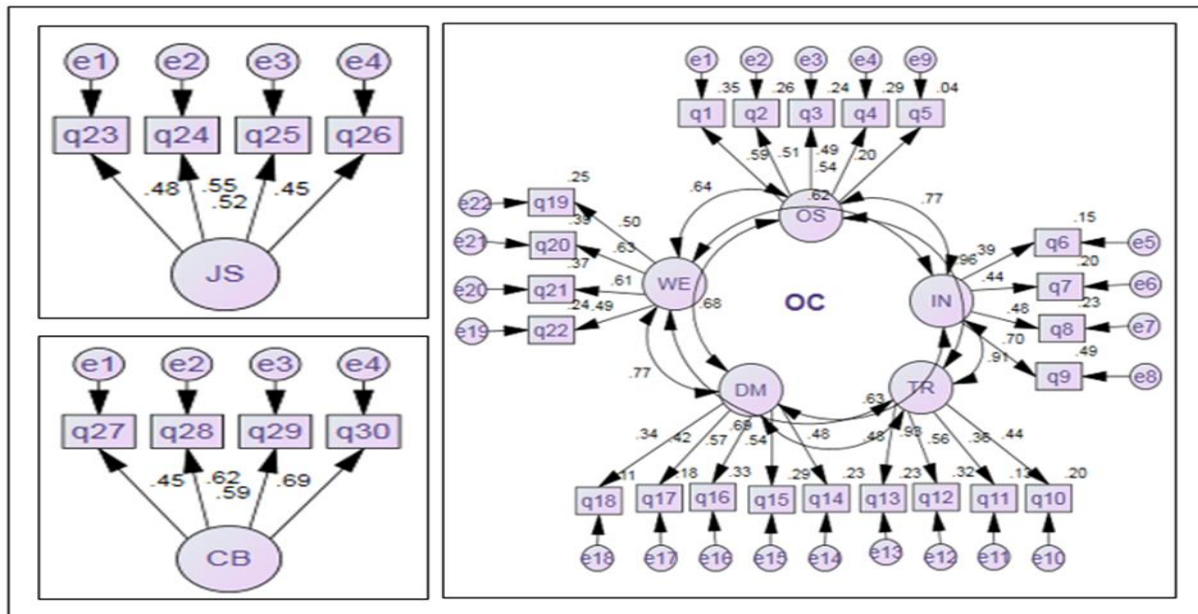 e1 e2 e3 e4
q23 q24 q25 q26
.48 .55 .45
.52
JS
e1 e2 e3 e4
q27 q28 q29 q30
.45 .62 .69
.59
CB
e1 e2 e3 e4 e9
.35 .26 .24 .29 .04
q1 q2 q3 q4 q5
.59 .51 .49 .20
.54
.64 .62 .77
OS
.25
e22 q19
.39 .50
e21 q20 .63
.37
e20 q21 .61
.24 .49
e19 q22
WE
OC
IN
.15
.96 .39 q6 e5
.20
.44 q7 e6
.23
.48 q8 e7
.70 .49
.91 q9 e8
.68
.77
DM TR
.63
.34 .42 .57 .69 .54 .48 .48 .93 .56 .36 .44
.11 .18 .33 .29 .23 .23 .32 .13 .20
q18 q17 q16 q15 q14 q13 q12 q11 q10
e18 e17 e16 e15 e14 e13 e12 e11 e10